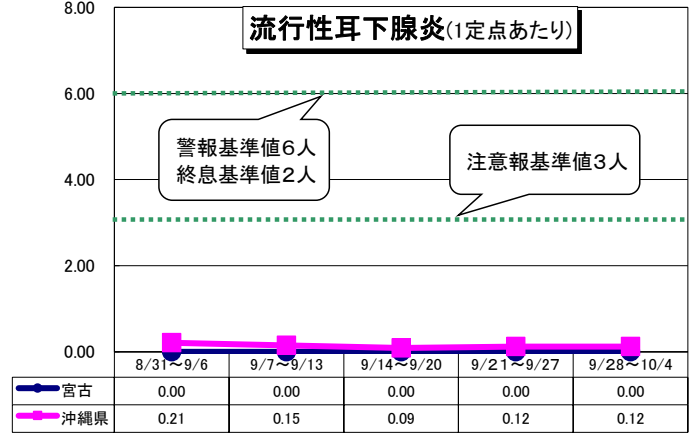 流行性耳下腺炎(1定点あたり)
8.00
6.00
警報基準値6人
終息基準値2人
注意報基準値3人
4.00
2.00
0.00
8/31～9/6 9/7～9/13 9/14～9/20 9/21～9/27 9/28～10/4
宮古 0.00 0.00 0.00 0.00 0.00
沖縄県 0.21 0.15 0.09 0.12 0.12